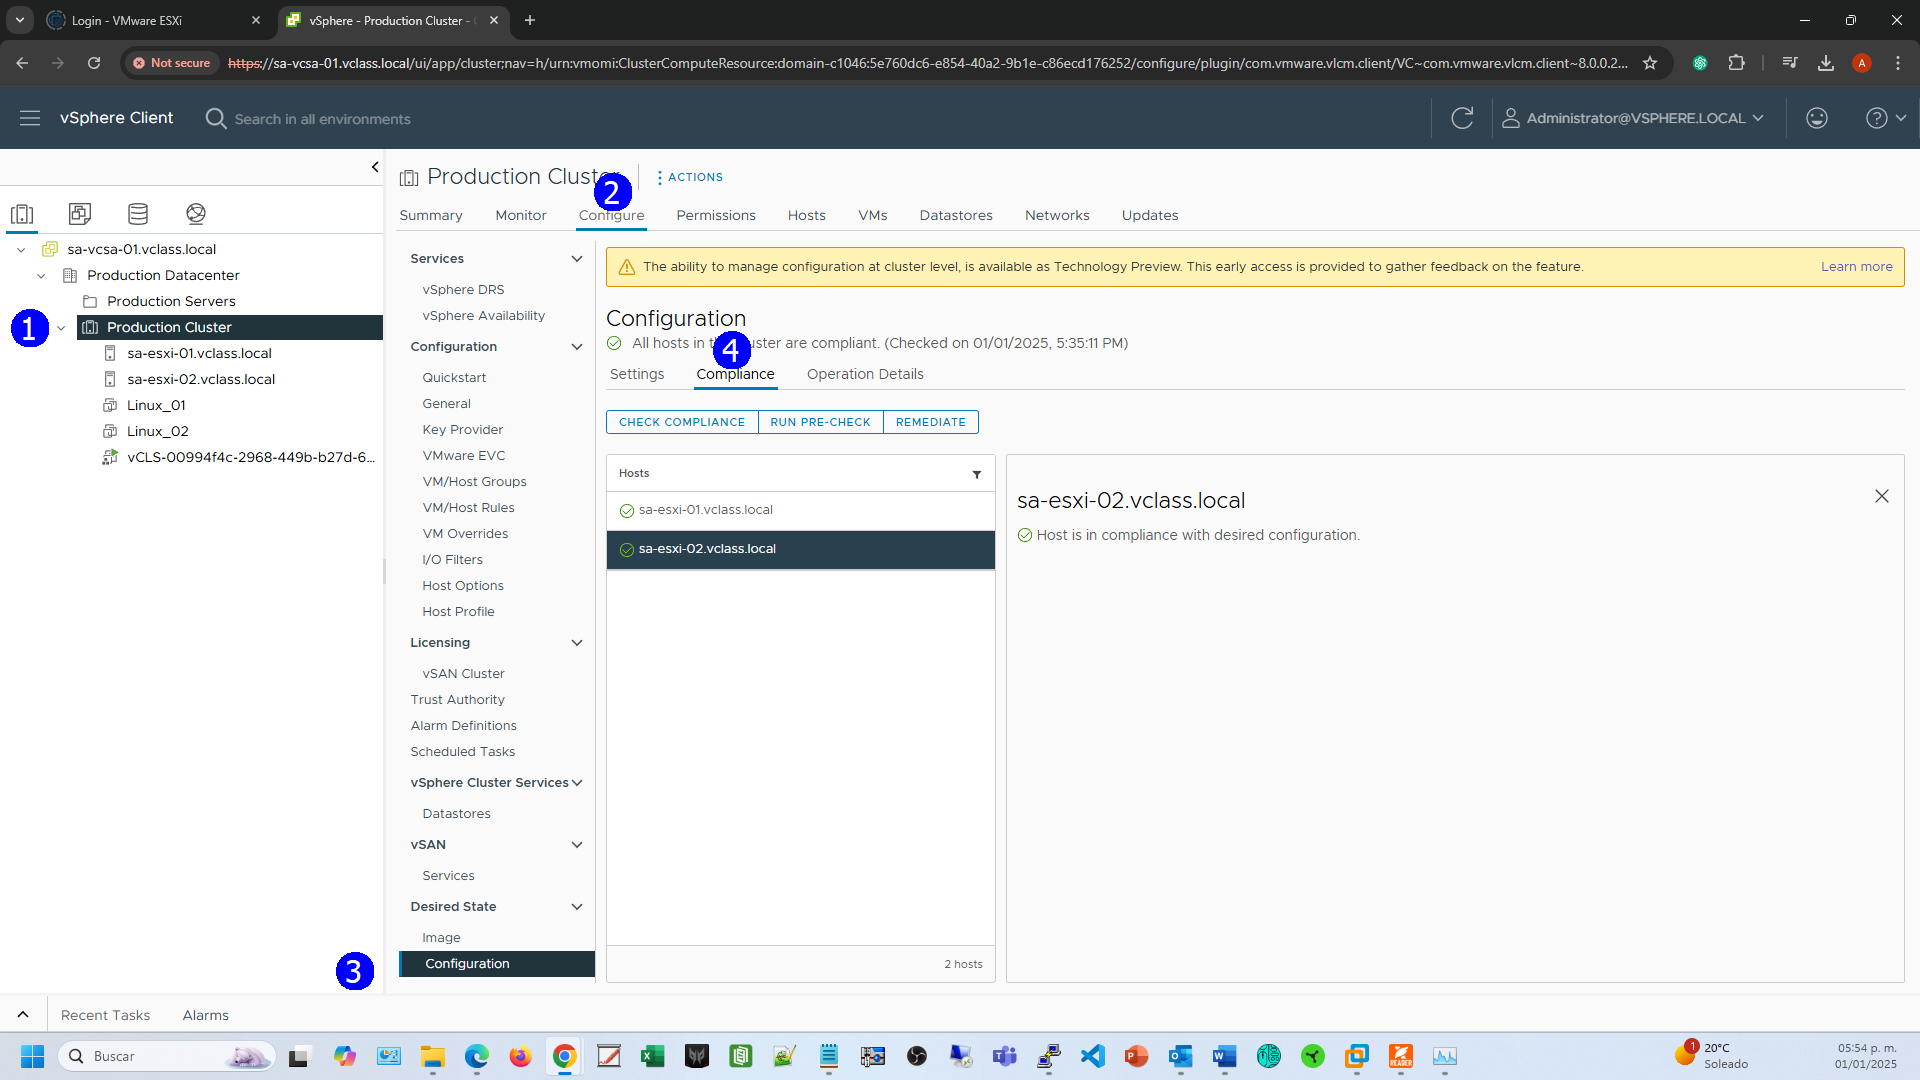 Login - VMware ESXi
vSphere - Production Cluster -
Not secure
https://sa-vcsa-01.vclass.local/ui/app/cluster;nav=h/urn:vmomi:ClusterComputeResource:domain-c1046:5e760dc6-e854-40a2-9b1e-c86ecd176252/configure/plugin/com.vmware.vlcm.client/VC~com.vmware.vlcm.client~8.0.0.2...
A
vSphere Client
Search in all environments
Administrator@VSPHERE.LOCAL
Production Cluster
ACTIONS
2
Summary
Monitor
Configure
Permissions
Hosts
VMs
Datastores
Networks
Updates
sa-vcsa-01.vclass.local
Production Datacenter
Production Servers
1
Production Cluster
sa-esxi-01.vclass.local
sa-esxi-02.vclass.local
Linux_01
Linux_02
vCLS-00994f4c-2968-449b-b27d-6...
Services
vSphere DRS
vSphere Availability
Configuration
Quickstart
General
Key Provider
VMware EVC
VM/Host Groups
VM/Host Rules
VM Overrides
I/O Filters
Host Options
Host Profile
Licensing
vSAN Cluster
Trust Authority
Alarm Definitions
Scheduled Tasks
vSphere Cluster Services
Datastores
vSAN
Services
Desired State
Image
3
Configuration
The ability to manage configuration at cluster level, is available as Technology Preview. This early access is provided to gather feedback on the feature.
Learn more
Configuration
All hosts in t uster are compliant. (Checked on 01/01/2025, 5:35:11 PM)
4
Settings
Compliance
Operation Details
CHECK COMPLIANCE
RUN PRE-CHECK
REMEDIATE
Hosts
sa-esxi-01.vclass.local
sa-esxi-02.vclass.local
2 hosts
sa-esxi-02.vclass.local
Host is in compliance with desired configuration.
Recent Tasks
Alarms
Buscar
READER
1
20°C
Soleado
05:54 p. m.
01/01/2025